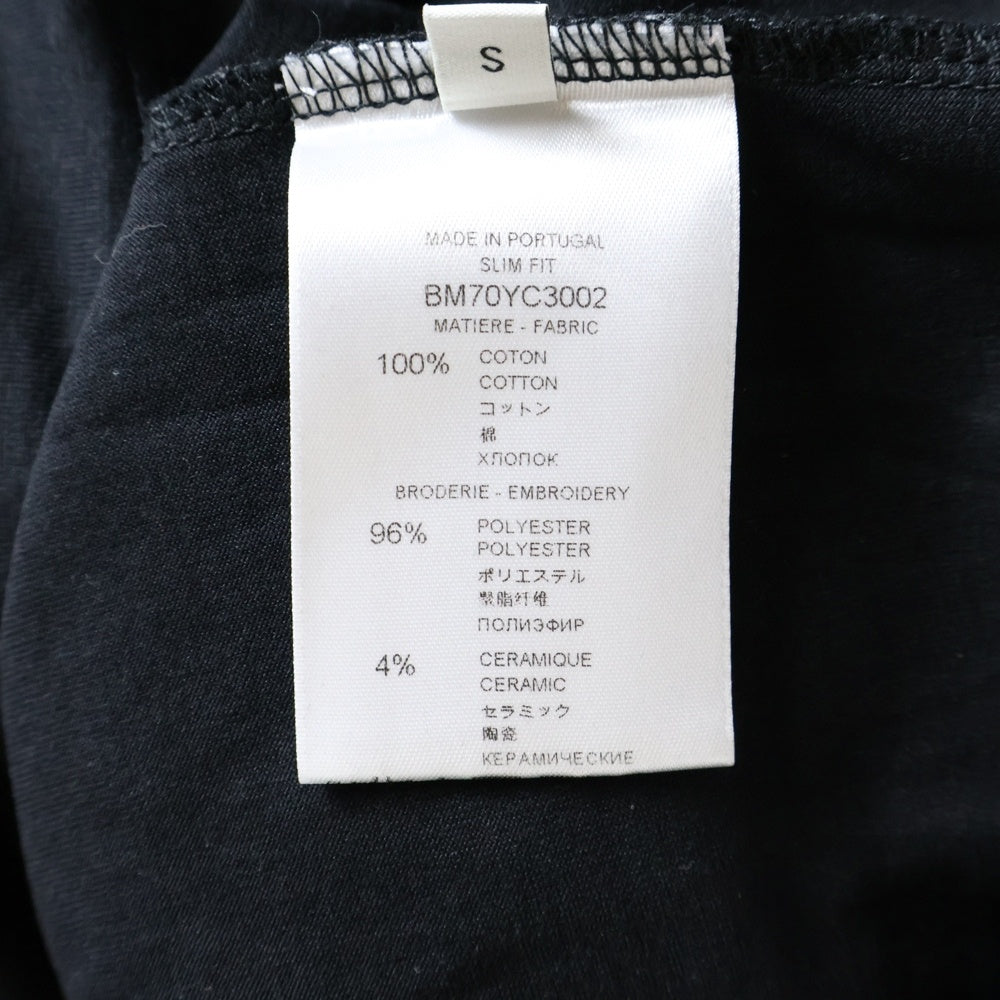 S
MADE IN PORTUGAL
SLIM FIT
BM70YC3002
MATIERE - FABRIC
100% COTON
COTTON
コットン
棉
ХЛОПОК
BRODERIE - EMBROIDERY
96% POLYESTER
POLYESTER
ポリエステル
聚脂纤维
ПОЛИЭФИР
4% CERAMIQUE
CERAMIC
セラミック
陶瓷
КЕРАМИЧЕСКИЕ